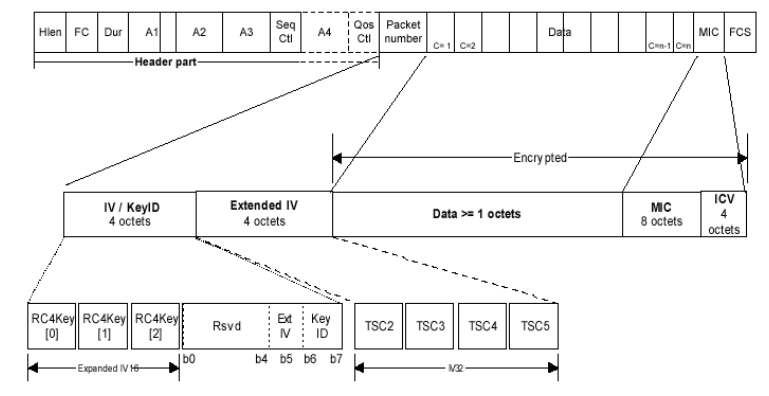 Hlen FC Dur A1 A2 A3 Seq Ctl A4 Qos Ctl Packet number C= 1 C=2 Data C=n-1 C=n MIC FCS
Header part
Encrypted
IV / KeyID Extended IV Data >= 1 octets MIC ICV
4 octets 4 octets 8 octets 4 octets
RC4Key [0] RC4Key [1] RC4Key [2] Rsvd Ext IV Key ID TSC2 TSC3 TSC4 TSC5
b0 b4 b5 b6 b7
Expanded IV16 IV32